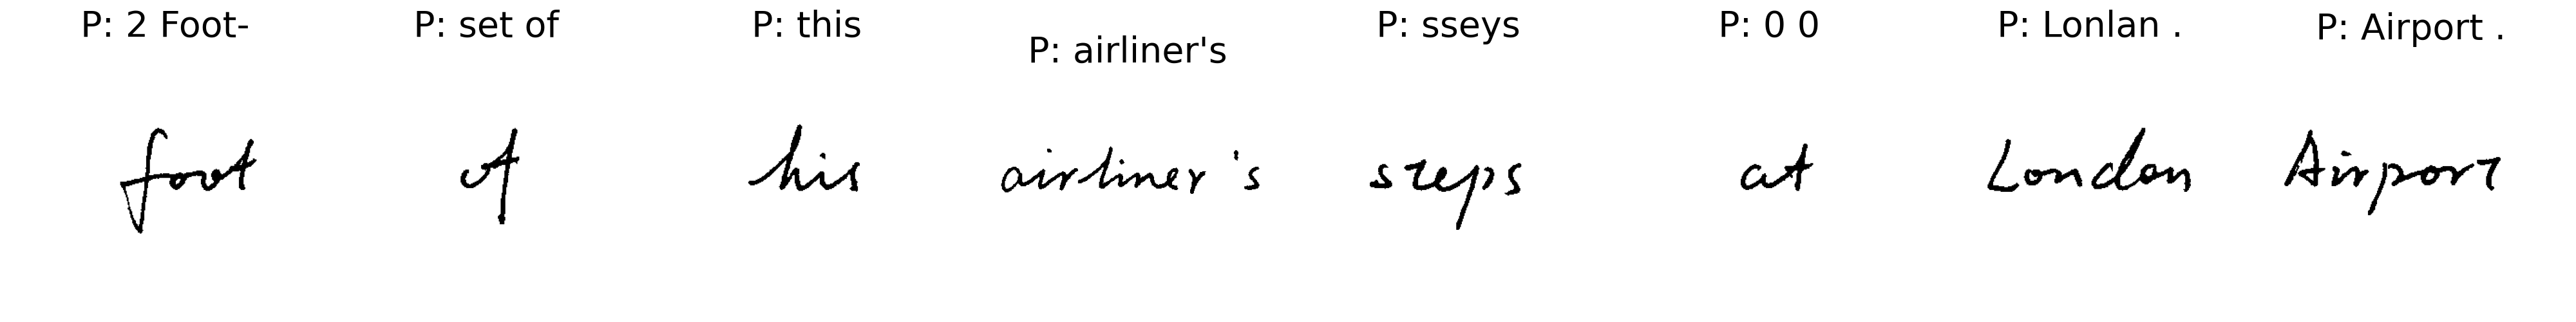 P: 2 Foot- P: set of P: this P: airliner's P: sseys P: 0 0 P: Lonlan . P: Airport .
foot of his airliner's steps at London Airport